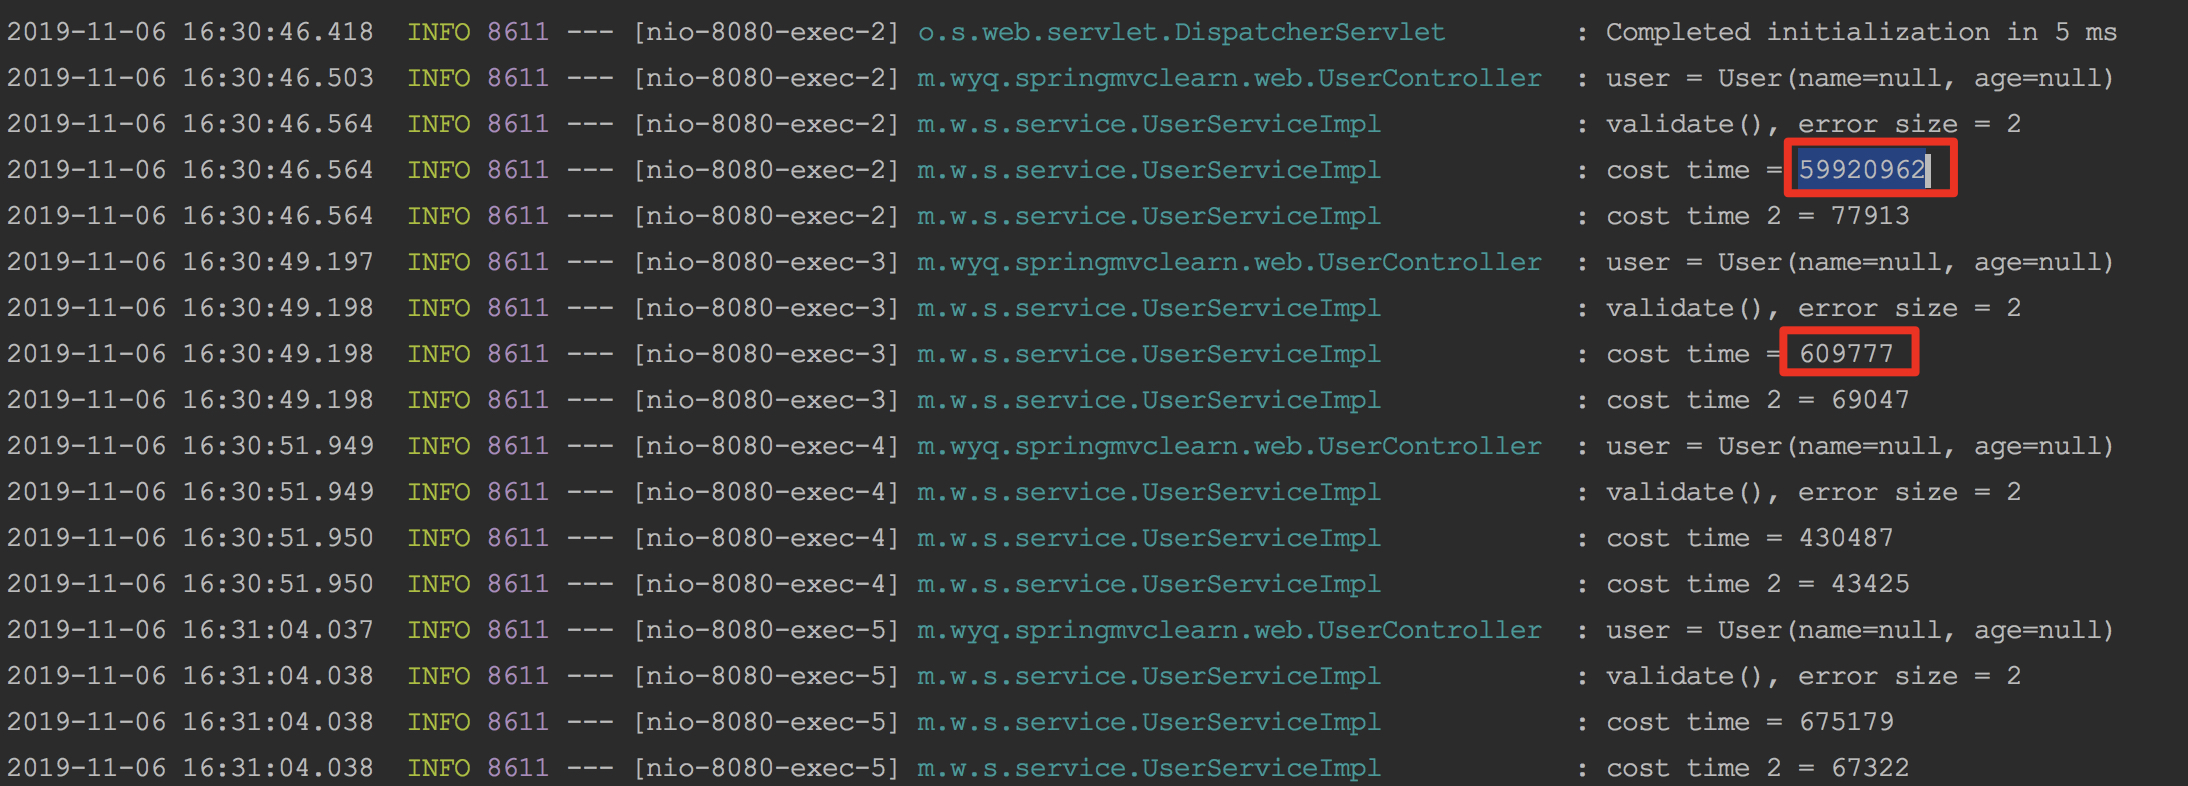 2019-11-06 16:30:46.418  INFO 8611 --- [nio-8080-exec-2] o.s.web.servlet.DispatcherServlet        : Completed initialization in 5 ms
2019-11-06 16:30:46.503  INFO 8611 --- [nio-8080-exec-2] m.wyq.springmvclearn.web.UserController  : user = User(name=null, age=null)
2019-11-06 16:30:46.564  INFO 8611 --- [nio-8080-exec-2] m.w.s.service.UserServiceImpl            : validate(), error size = 2
2019-11-06 16:30:46.564  INFO 8611 --- [nio-8080-exec-2] m.w.s.service.UserServiceImpl            : cost time = 59920962
2019-11-06 16:30:46.564  INFO 8611 --- [nio-8080-exec-2] m.w.s.service.UserServiceImpl            : cost time 2 = 77913
2019-11-06 16:30:49.197  INFO 8611 --- [nio-8080-exec-3] m.wyq.springmvclearn.web.UserController  : user = User(name=null, age=null)
2019-11-06 16:30:49.198  INFO 8611 --- [nio-8080-exec-3] m.w.s.service.UserServiceImpl            : validate(), error size = 2
2019-11-06 16:30:49.198  INFO 8611 --- [nio-8080-exec-3] m.w.s.service.UserServiceImpl            : cost time = 609777
2019-11-06 16:30:49.198  INFO 8611 --- [nio-8080-exec-3] m.w.s.service.UserServiceImpl            : cost time 2 = 69047
2019-11-06 16:30:51.949  INFO 8611 --- [nio-8080-exec-4] m.wyq.springmvclearn.web.UserController  : user = User(name=null, age=null)
2019-11-06 16:30:51.949  INFO 8611 --- [nio-8080-exec-4] m.w.s.service.UserServiceImpl            : validate(), error size = 2
2019-11-06 16:30:51.950  INFO 8611 --- [nio-8080-exec-4] m.w.s.service.UserServiceImpl            : cost time = 430487
2019-11-06 16:30:51.950  INFO 8611 --- [nio-8080-exec-4] m.w.s.service.UserServiceImpl            : cost time 2 = 43425
2019-11-06 16:31:04.037  INFO 8611 --- [nio-8080-exec-5] m.wyq.springmvclearn.web.UserController  : user = User(name=null, age=null)
2019-11-06 16:31:04.038  INFO 8611 --- [nio-8080-exec-5] m.w.s.service.UserServiceImpl            : validate(), error size = 2
2019-11-06 16:31:04.038  INFO 8611 --- [nio-8080-exec-5] m.w.s.service.UserServiceImpl            : cost time = 675179
2019-11-06 16:31:04.038  INFO 8611 --- [nio-8080-exec-5] m.w.s.service.UserServiceImpl            : cost time 2 = 67322